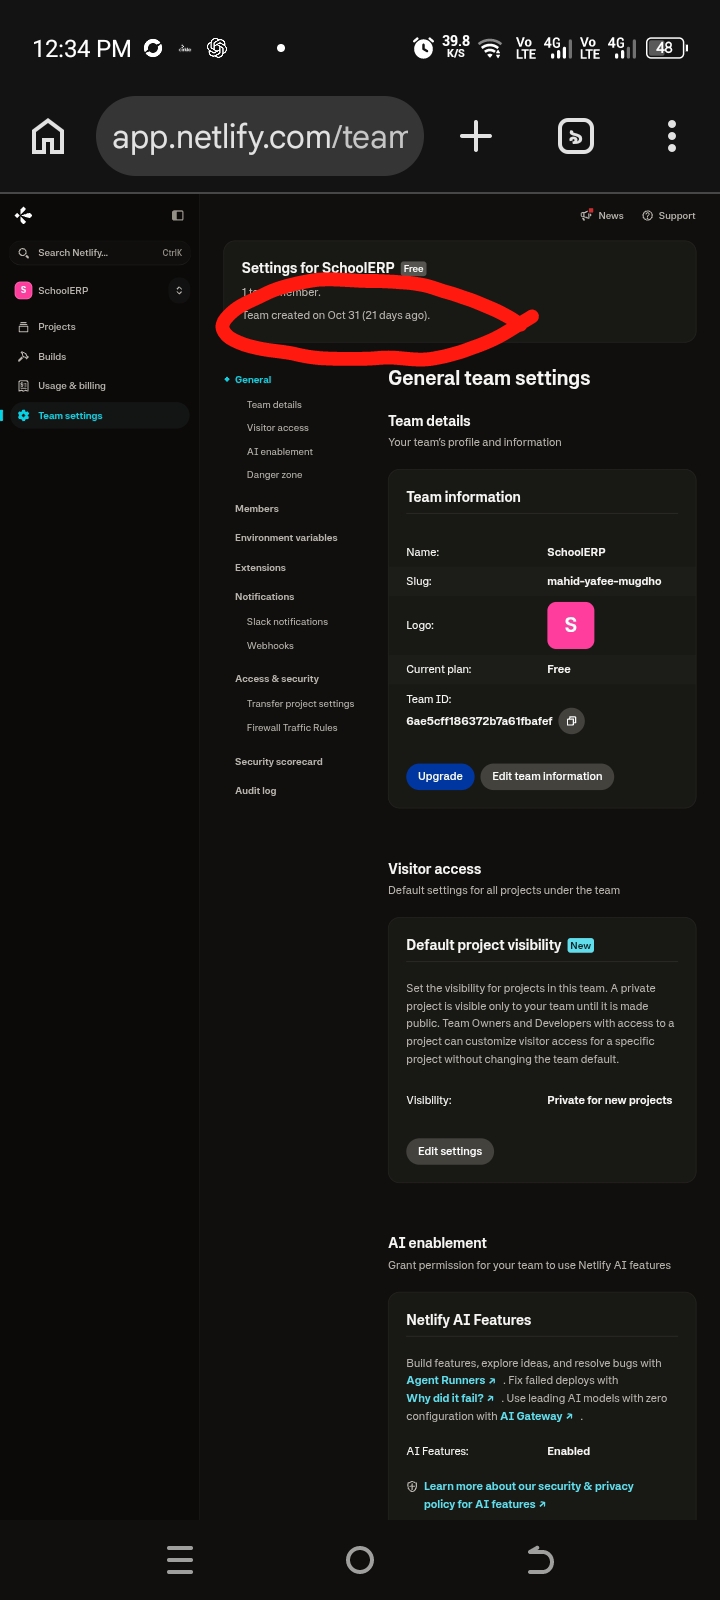 12:34 PM
39.8 K/S
Vo LTE 4G Vo LTE 4G 48
app.netlify.com/team
News
Support
Search Netlify... CtrlK
S SchoolERP
Projects
Builds
Usage & billing
Team settings
Settings for SchoolERP Free
1 member.
Team created on Oct 31 (21 days ago).
General
Team details
Visitor access
AI enablement
Danger zone
Members
Environment variables
Extensions
Notifications
Slack notifications
Webhooks
Access & security
Transfer project settings
Firewall Traffic Rules
Security scorecard
Audit log
General team settings
Team details
Your team's profile and information
Team information
Name: SchoolERP
Slug: mahid-yafee-mugdho
Logo: S
Current plan: Free
Team ID:
6ae5cff186372b7a61fbafef
Upgrade Edit team information
Visitor access
Default settings for all projects under the team
Default project visibility New
Set the visibility for projects in this team. A private
project is visible only to your team until it is made
public. Team Owners and Developers with access to a
project can customize visitor access for a specific
project without changing the team default.
Visibility: Private for new projects
Edit settings
AI enablement
Grant permission for your team to use Netlify AI features
Netlify AI Features
Build features, explore ideas, and resolve bugs with
Agent Runners ↗ . Fix failed deploys with
Why did it fail? ↗ . Use leading AI models with zero
configuration with AI Gateway ↗ .
AI Features: Enabled
Learn more about our security & privacy
policy for AI features ↗